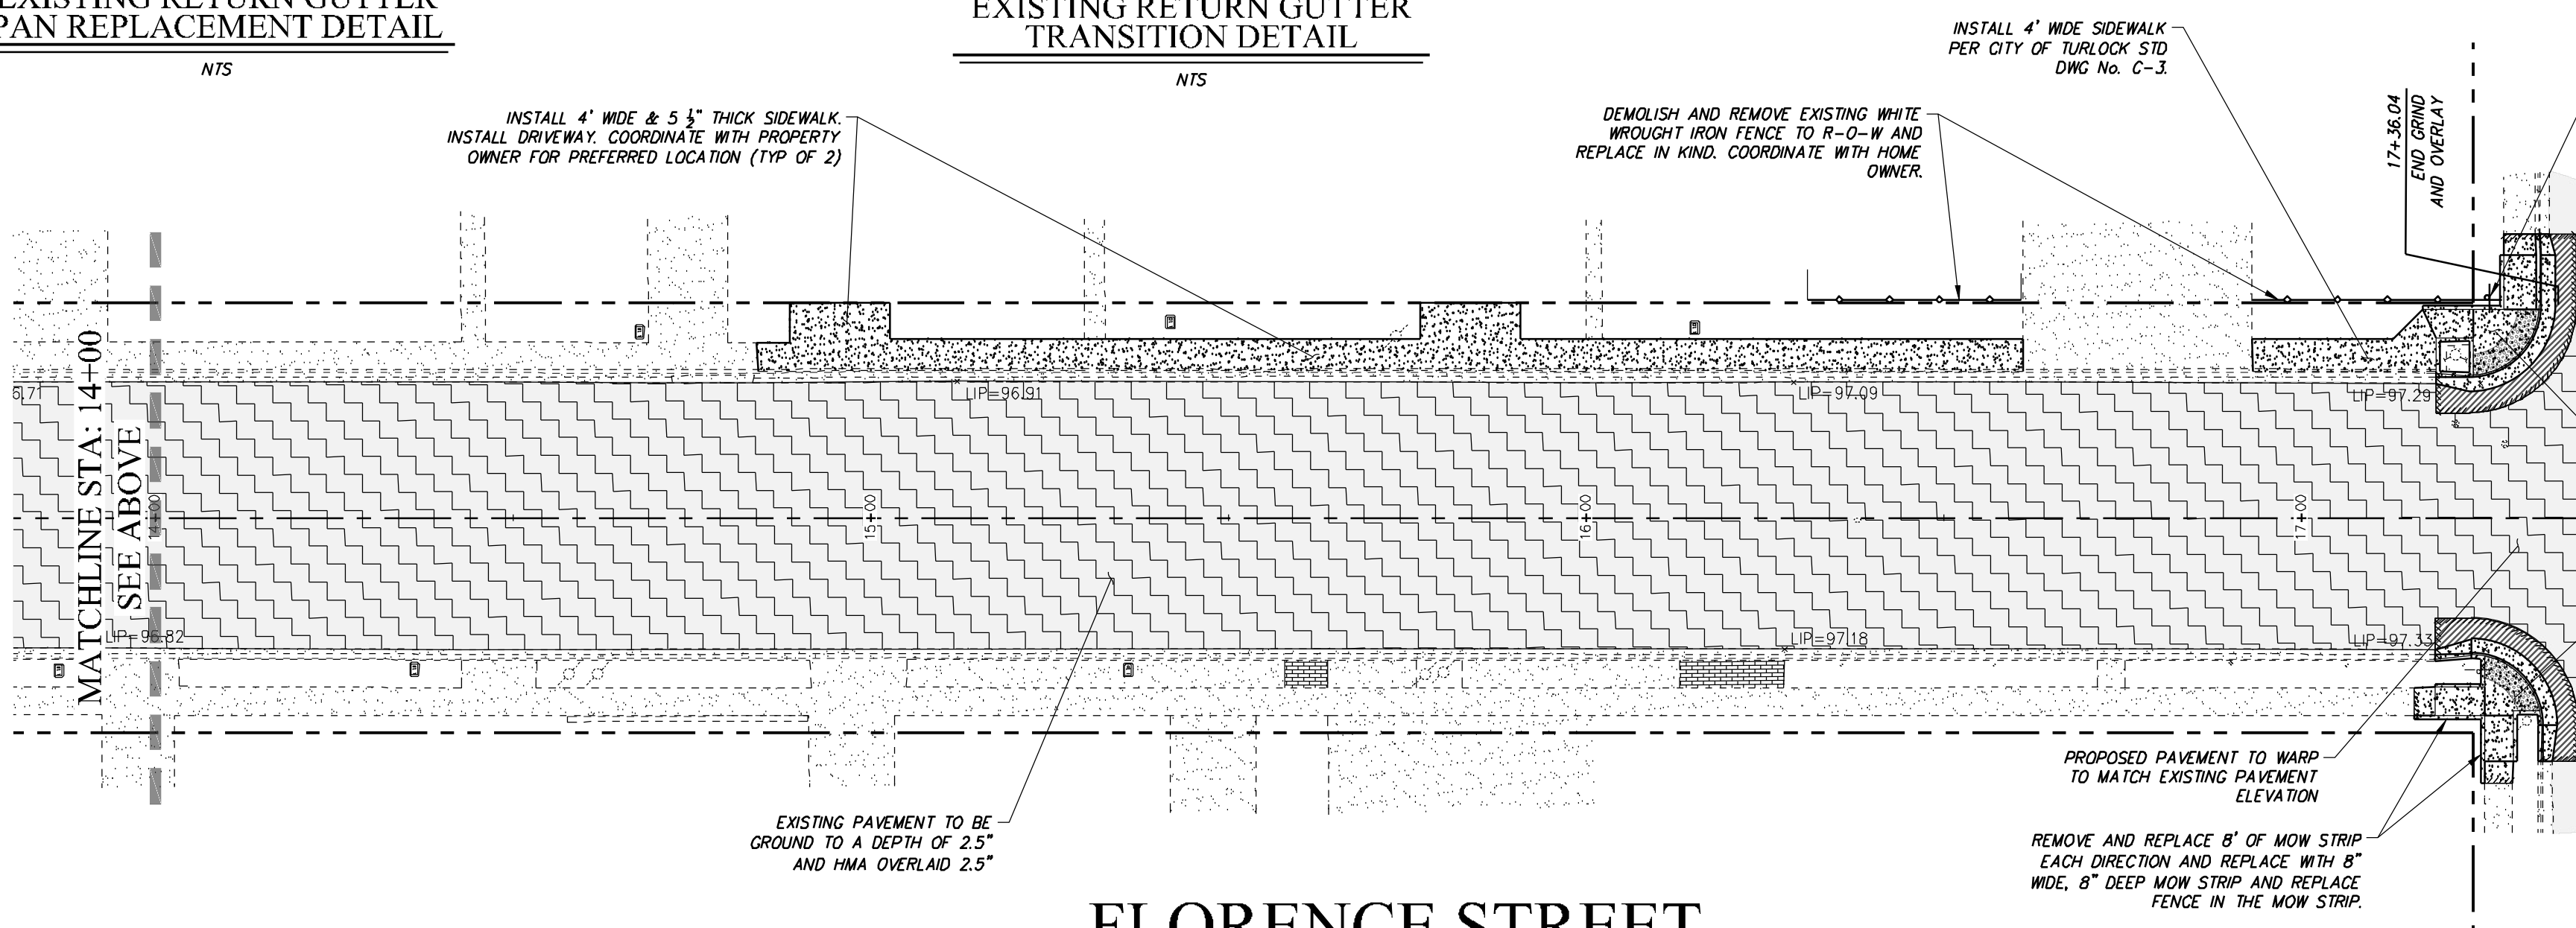 EXISTING RETURN GUTTER
PAN REPLACEMENT DETAIL
NTS
EXISTING RETURN GUTTER
TRANSITION DETAIL
NTS
INSTALL 4' WIDE SIDEWALK
PER CITY OF TURLOCK STD
DWG No. C-3.
INSTALL 4' WIDE & 5 ½" THICK SIDEWALK.
INSTALL DRIVEWAY. COORDINATE WITH PROPERTY
OWNER FOR PREFERRED LOCATION (TYP OF 2)
DEMOLISH AND REMOVE EXISTING WHITE
WROUGHT IRON FENCE TO R-O-W AND
REPLACE IN KIND. COORDINATE WITH HOME
OWNER.
17+36.04
END GRIND
AND OVERLAY
MATCHLINE STA: 14+00
SEE ABOVE
6.71
LIP=96.91
LIP=97.09
LIP=97.29
14+00
15+00
16+00
17+00
LIP=96.82
LIP=97.18
LIP=97.33
EXISTING PAVEMENT TO BE
GROUND TO A DEPTH OF 2.5"
AND HMA OVERLAID 2.5"
PROPOSED PAVEMENT TO WARP
TO MATCH EXISTING PAVEMENT
ELEVATION
REMOVE AND REPLACE 8' OF MOW STRIP
EACH DIRECTION AND REPLACE WITH 8"
WIDE, 8" DEEP MOW STRIP AND REPLACE
FENCE IN THE MOW STRIP.
FLORENCE STREET